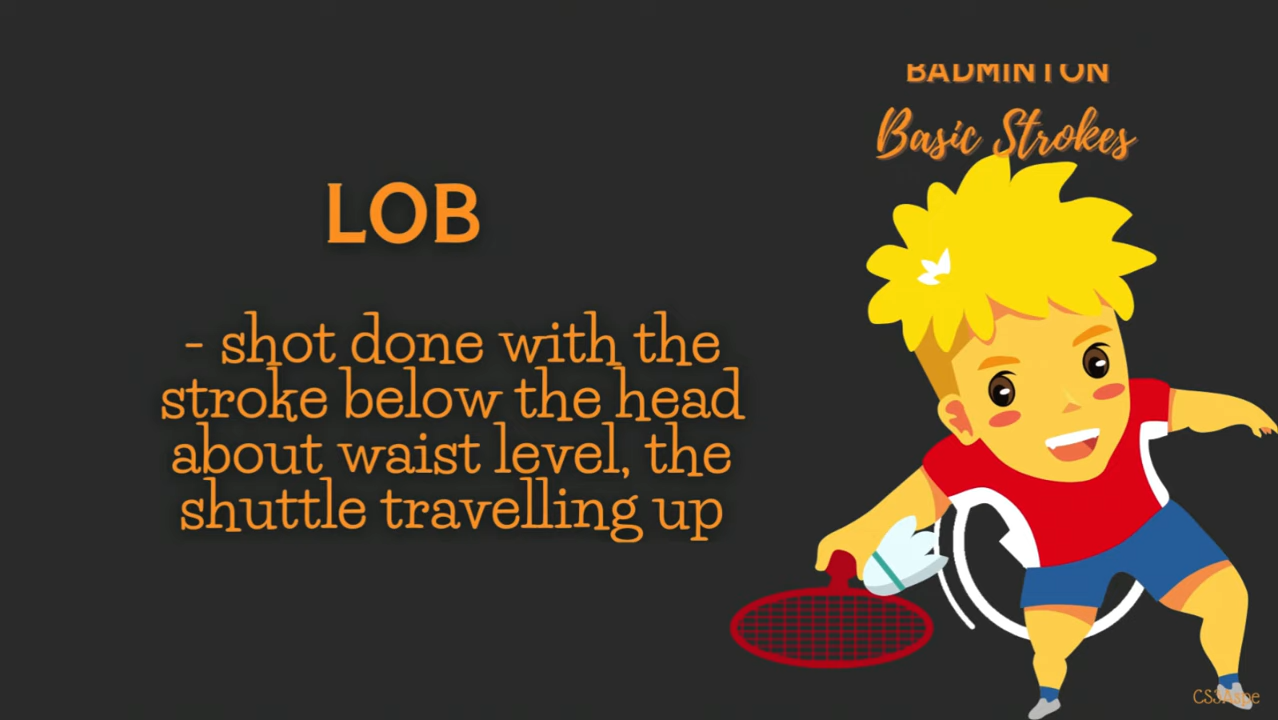 BADMINTON
Basic Strokes
LOB
- shot done with the
stroke below the head
about waist level, the
shuttle travelling up
CS3Aspe